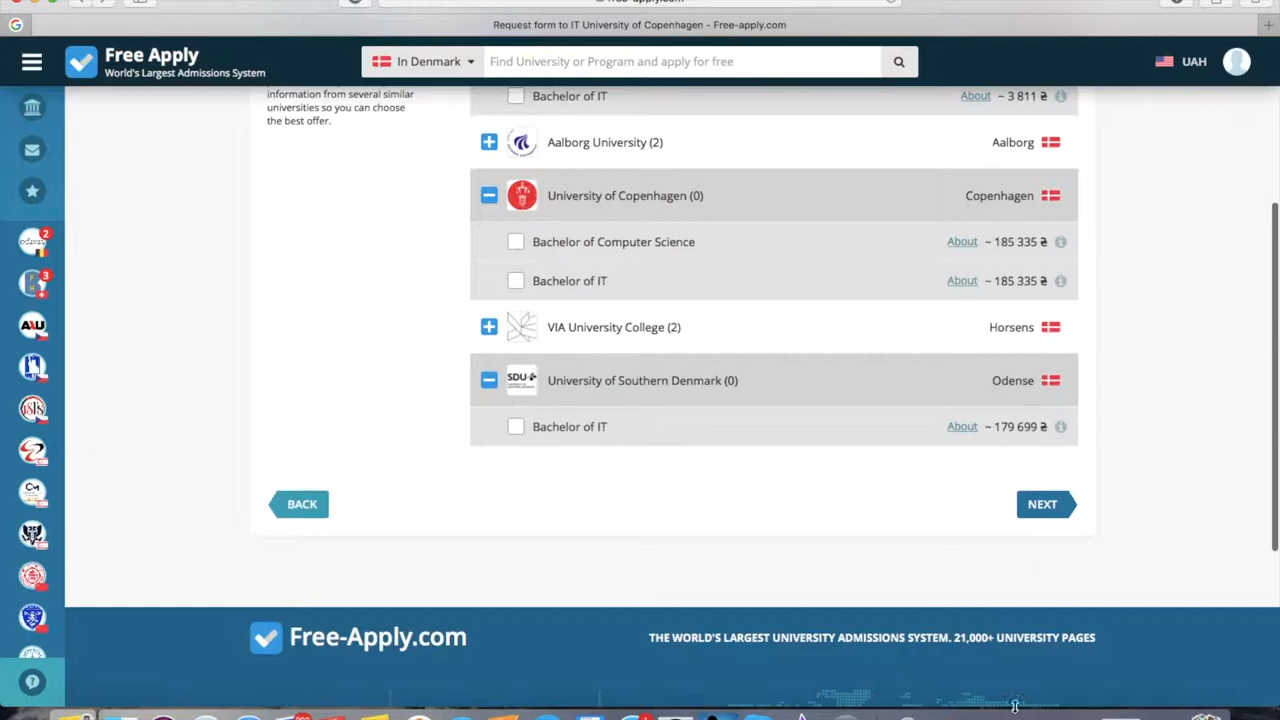 Request form to IT University of Copenhagen - Free-apply.com
Free Apply
World's Largest Admissions System
In Denmark
Find University or Program and apply for free
UAH
information from several similar
universities so you can choose
the best offer.
Bachelor of IT About ~ 3 811 ₴
Aalborg University (2) Aalborg
University of Copenhagen (0) Copenhagen
Bachelor of Computer Science About ~ 185 335 ₴
Bachelor of IT About ~ 185 335 ₴
VIA University College (2) Horsens
SDU University of Southern Denmark (0) Odense
Bachelor of IT About ~ 179 699 ₴
2
3
BACK
NEXT
Free-Apply.com
THE WORLD'S LARGEST UNIVERSITY ADMISSIONS SYSTEM. 21,000+ UNIVERSITY PAGES